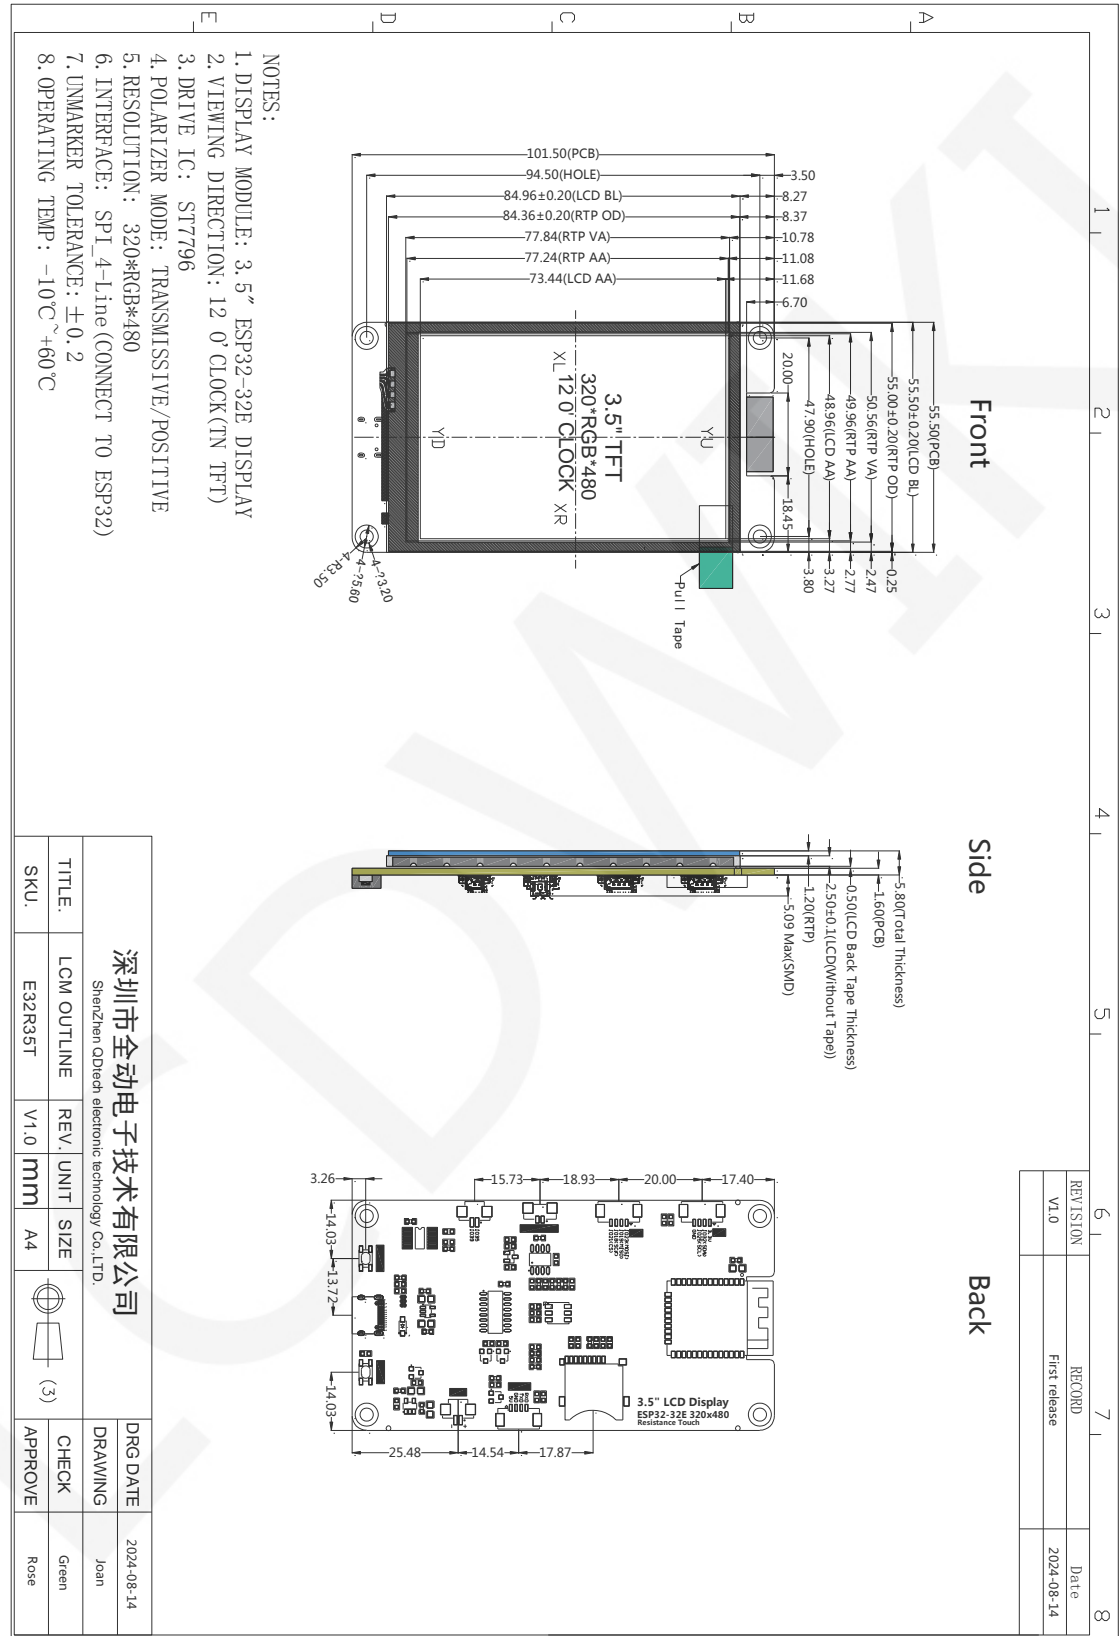 NOTES:
1. DISPLAY MODULE: 3.5″ ESP32-32E DISPLAY
2. VIEWING DIRECTION: 12 O'CLOCK(TN TFT)
3. DRIVE IC: ST7796
4. POLARIZER MODE: TRANSMISSIVE/POSITIVE
5. RESOLUTION: 320*RGB*480
6. INTERFACE: SPI_4-Line(CONNECT TO ESP32)
7. UNMARKER TOLERANCE: ±0.2
8. OPERATING TEMP: -10℃~+60℃
A
B
C
D
E
1
2
3
4
5
6
7
8
Front
101.50(PCB)
94.50(HOLE)
3.50
84.96±0.20(LCD BL)
8.27
84.36±0.20(RTP OD)
8.37
77.84(RTP VA)
10.78
77.24(RTP AA)
11.08
73.44(LCD AA)
11.68
6.70
55.50(PCB)
55.50±0.20(LCD BL)
55.00±0.20(RTP OD)
0.25
50.56(RTP VA)
2.47
49.96(RTP AA)
2.77
48.96(LCD AA)
3.27
47.90(HOLE)
3.80
20.00
18.45
3.5" TFT
320*RGB*480
12 0' CLOCK
XL
XR
YU
YD
Pull Tape
4-?3.20
4-?5.60
4-R3.50
Side
5.80(Total Thickness)
1.60(PCB)
0.50(LCD Back Tape Thickness)
2.50±0.1(LCD(Without Tape))
1.20(RTP)
5.09 Max(SMD)
Back
3.26
15.73
18.93
20.00
17.40
14.03
13.72
14.03
25.48
14.54
17.87
3.5" LCD Display
ESP32-32E 320x480
Resistance Touch
REVISION
RECORD
Date
V1.0
First release
2024-08-14
深圳市全动电子技术有限公司
ShenZhen QDtech electronic technology Co.,LTD.
TITLE.
LCM OUTLINE
REV.
UNIT
SIZE
SKU.
E32R35T
V1.0
mm
A4
(3)
DRG DATE
2024-08-14
DRAWING
Joan
CHECK
Green
APPROVE
Rose
LCDWIKI